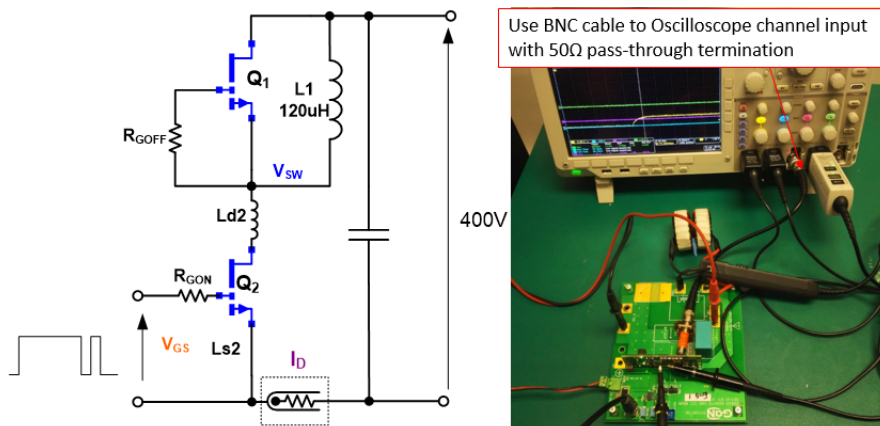 Use BNC cable to Oscilloscope channel input
with 50Ω pass-through termination
Q1
L1
120uH
RGOFF
VSW
Ld2
400V
RGON
Q2
VGS
Ls2
ID
GaN